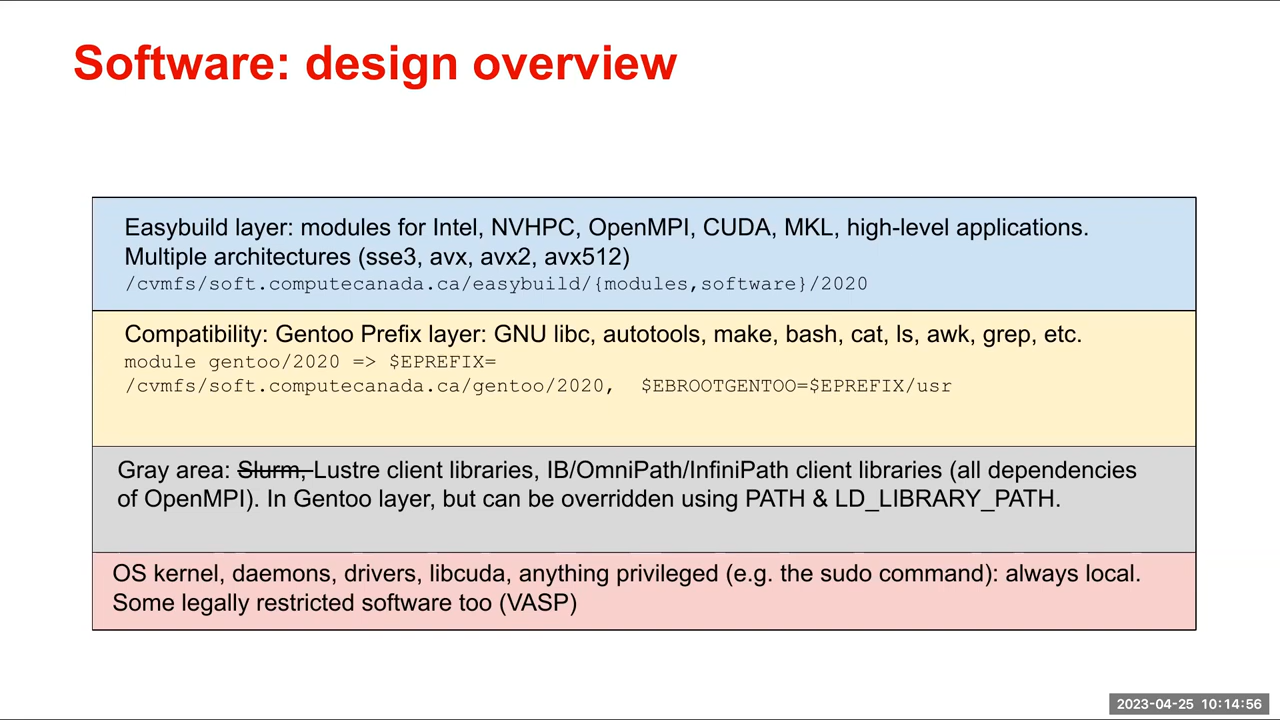 Software: design overview
Easybuild layer: modules for Intel, NVHPC, OpenMPI, CUDA, MKL, high-level applications.
Multiple architectures (sse3, avx, avx2, avx512)
/cvmfs/soft.computecanada.ca/easybuild/{modules,software}/2020
Compatibility: Gentoo Prefix layer: GNU libc, autotools, make, bash, cat, ls, awk, grep, etc.
module gentoo/2020 => $EPREFIX=
/cvmfs/soft.computecanada.ca/gentoo/2020, $EBROOTGENTOO=$EPREFIX/usr
Gray area: Slurm, Lustre client libraries, IB/OmniPath/InfiniPath client libraries (all dependencies
of OpenMPI). In Gentoo layer, but can be overridden using PATH & LD_LIBRARY_PATH.
OS kernel, daemons, drivers, libcuda, anything privileged (e.g. the sudo command): always local.
Some legally restricted software too (VASP)
2023-04-25 10:14:56